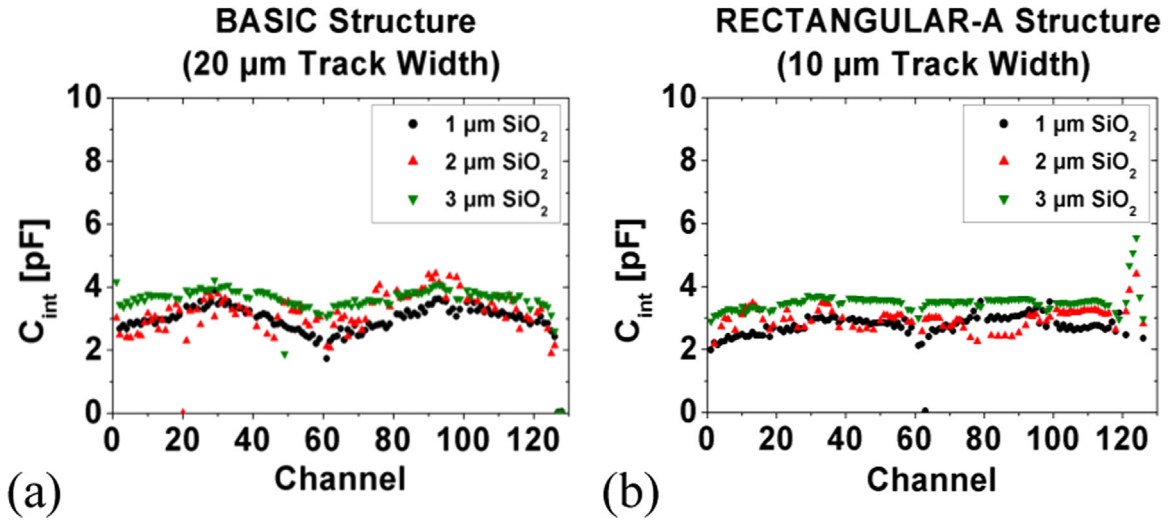 BASIC Structure
(20 µm Track Width)
10
8
6
4
2
0
C_int [pF]
1 µm SiO₂
2 µm SiO₂
3 µm SiO₂
0 20 40 60 80 100 120
Channel
(a)
RECTANGULAR-A Structure
(10 µm Track Width)
10
8
6
4
2
0
C_int [pF]
1 µm SiO₂
2 µm SiO₂
3 µm SiO₂
0 20 40 60 80 100 120
Channel
(b)